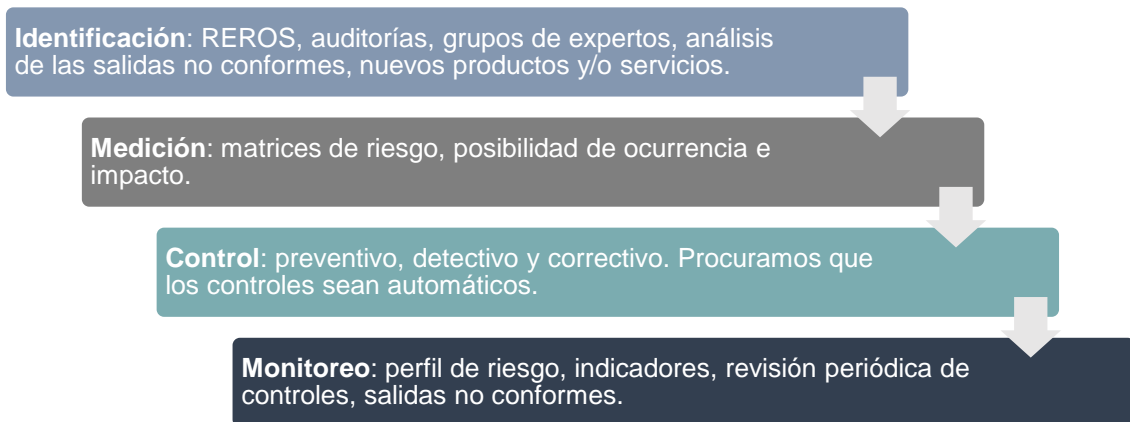 Identificación: REROS, auditorías, grupos de expertos, análisis
de las salidas no conformes, nuevos productos y/o servicios.
Medición: matrices de riesgo, posibilidad de ocurrencia e
impacto.
Control: preventivo, detectivo y correctivo. Procuramos que
los controles sean automáticos.
Monitoreo: perfil de riesgo, indicadores, revisión periódica de
controles, salidas no conformes.